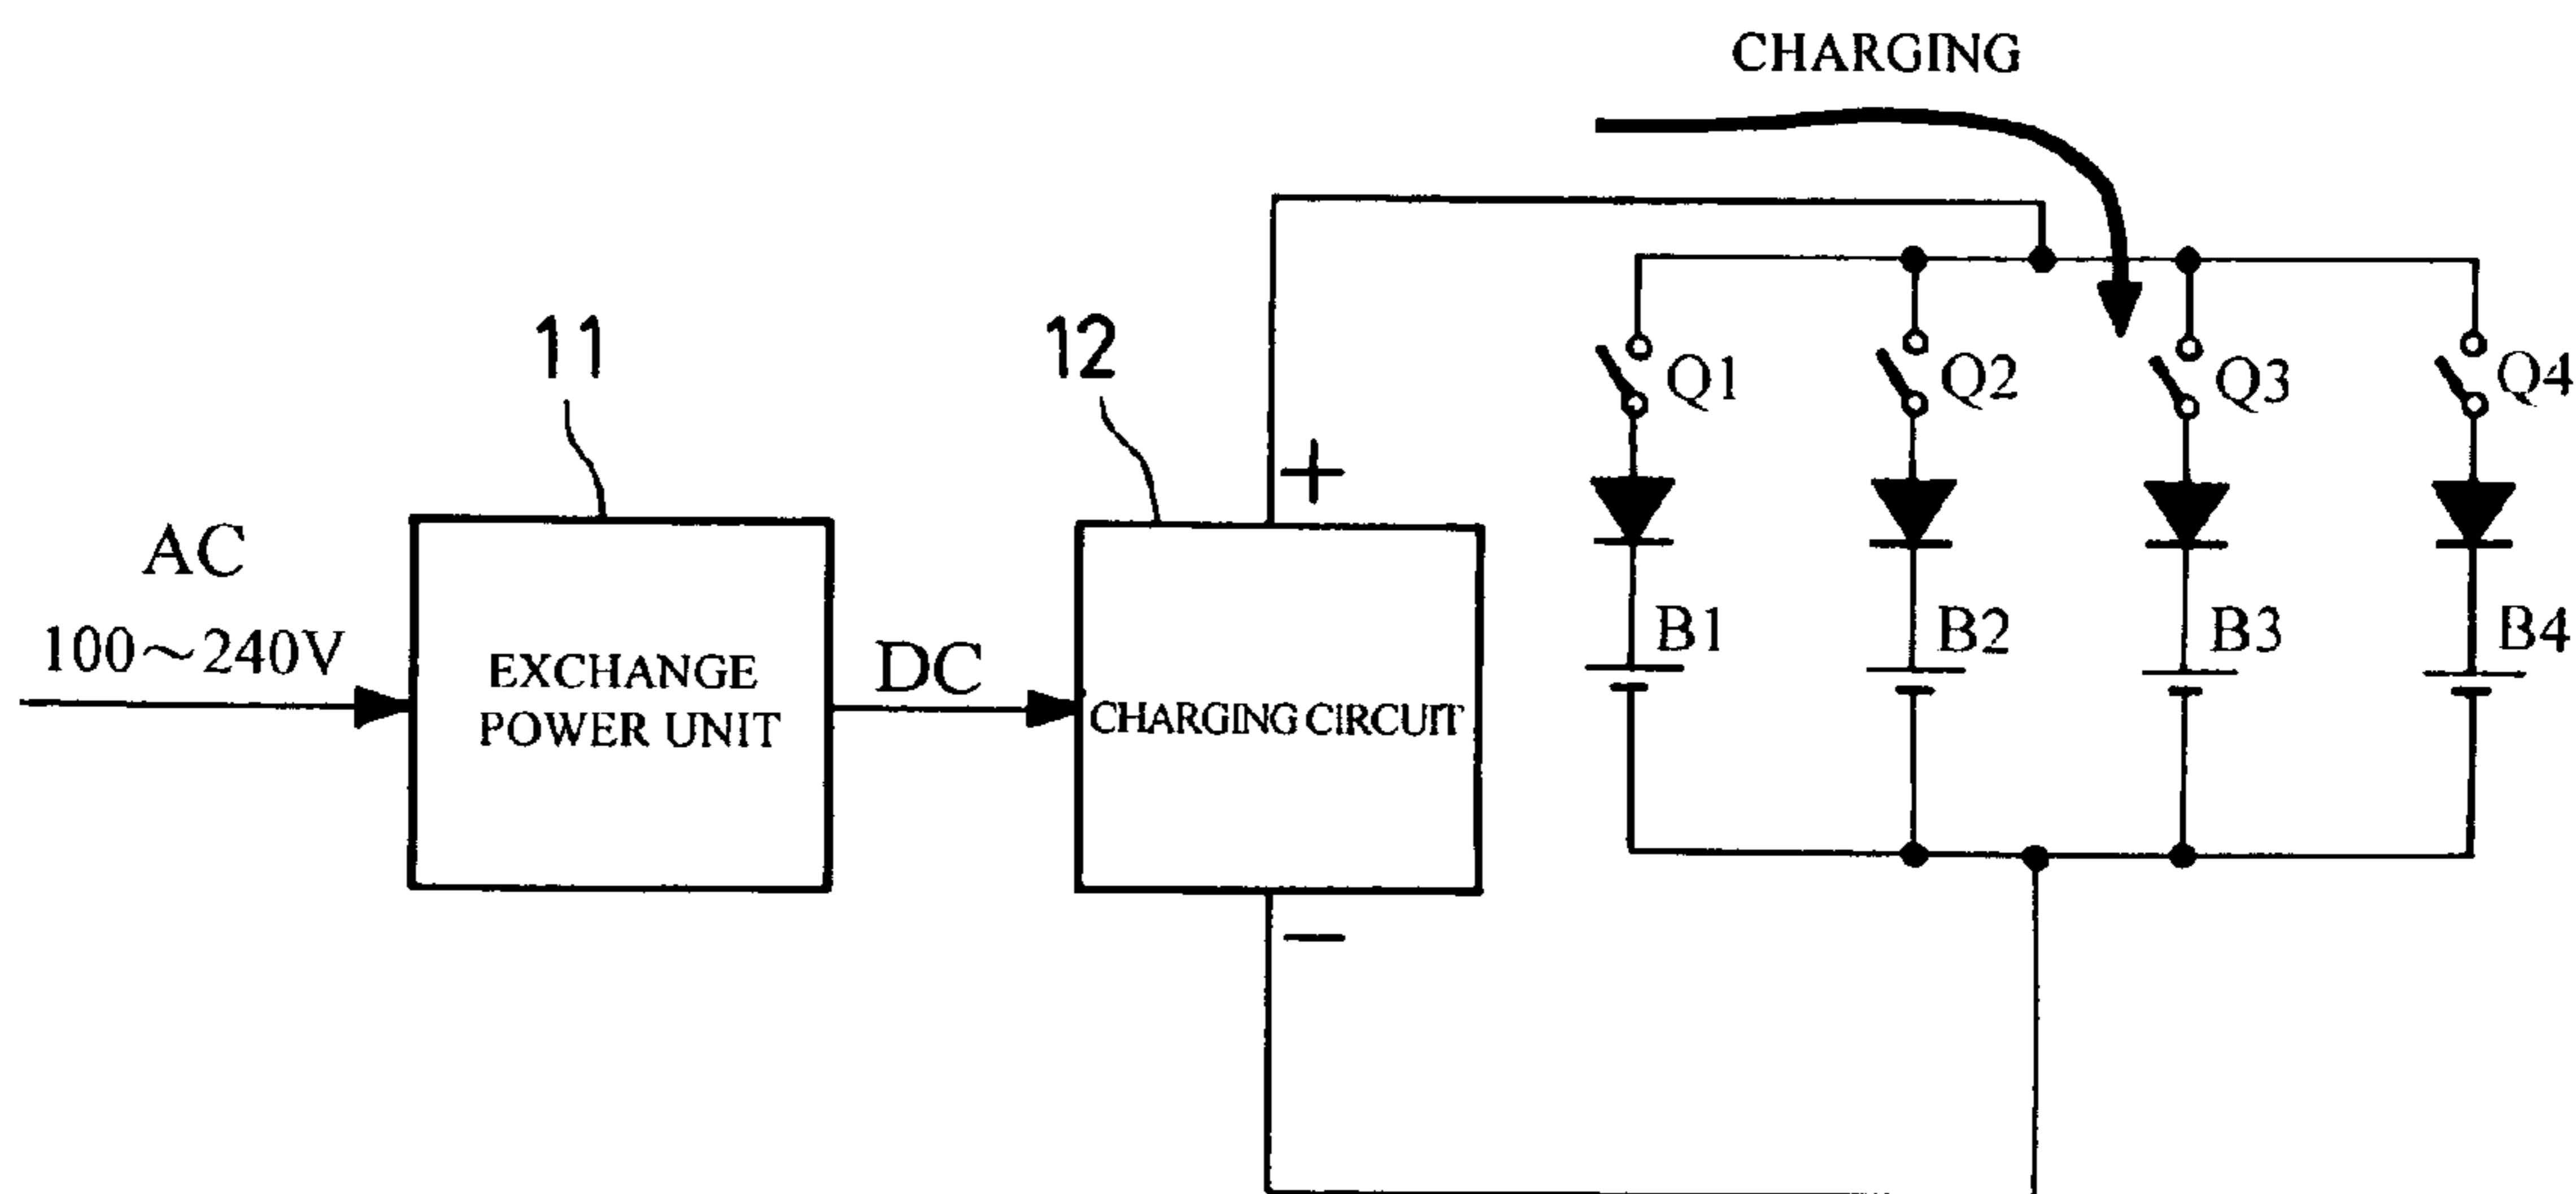 CHARGING
11
12
Q1
Q2
Q3
Q4
+
AC
100~240V
EXCHANGE
POWER UNIT
DC
CHARGING CIRCUIT
B1
B2
B3
B4
−